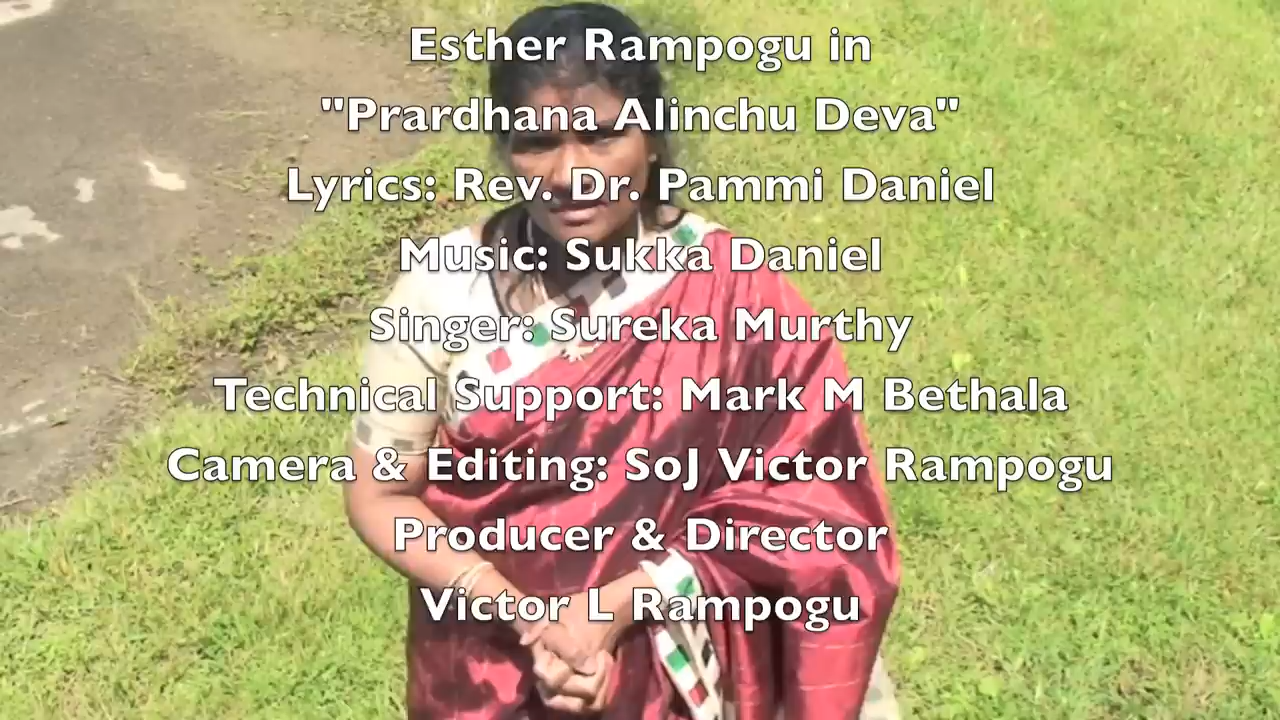 Esther Rampogu in
"Prardhana Alinchu Deva"
Lyrics: Rev. Dr. Pammi Daniel
Music: Sukka Daniel
Singer: Sureka Murthy
Technical Support: Mark M Bethala
Camera & Editing: SoJ Victor Rampogu
Producer & Director
Victor L Rampogu